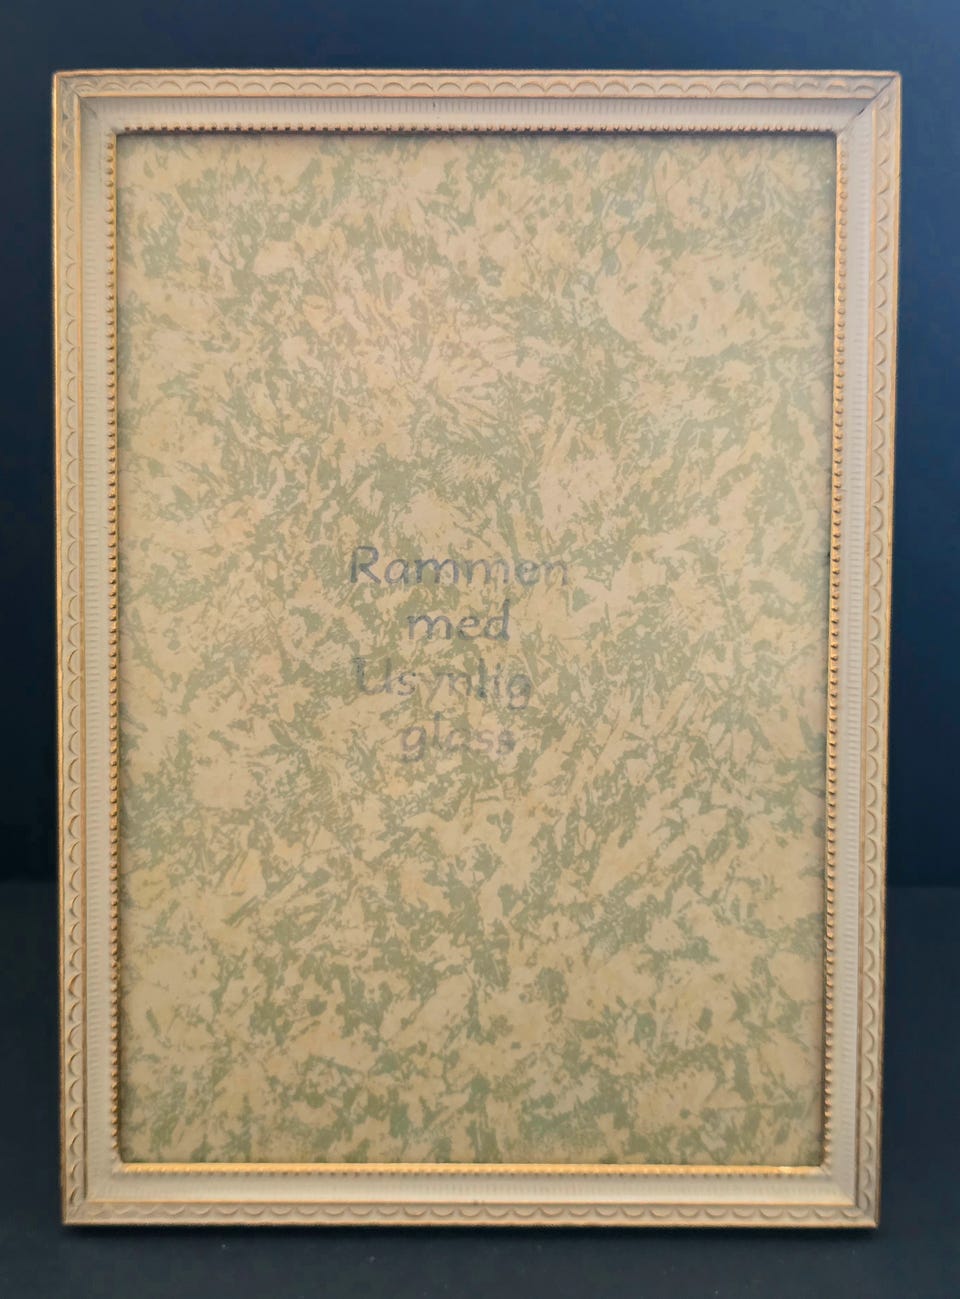 Rammen
med
Usynlig
glass